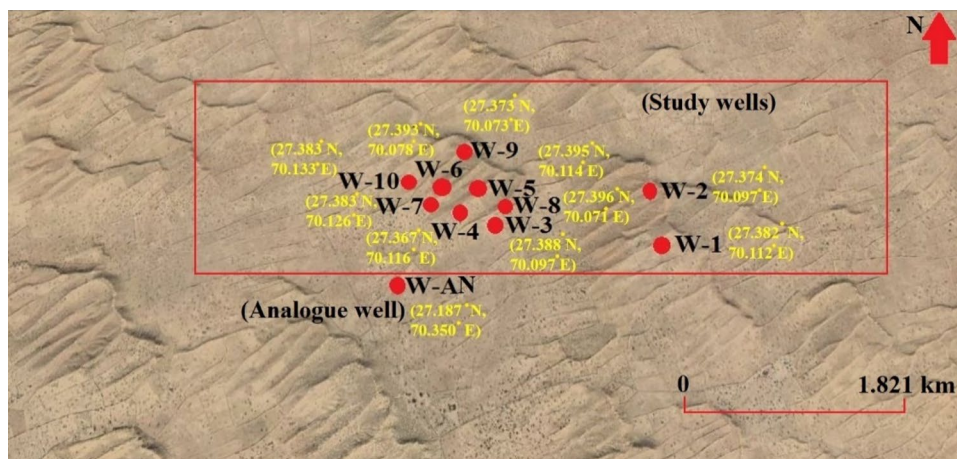 N
(Study wells)
(27.373°N,
70.073°E)
(27.393°N,
70.078°E)
(27.383°N,
70.133°E)
(27.395°N,
70.114°E)
W-9
W-6
W-10
W-5
W-2
(27.374°N,
70.097°E)
W-7
W-8
(27.396°N,
70.071°E)
(27.383°N,
70.126°E)
W-4
W-3
W-1
(27.382°N,
70.112°E)
(27.367°N,
70.116°E)
(27.388°N,
70.097°E)
W-AN
(Analogue well)
(27.187°N,
70.350°E)
0
1.821 km